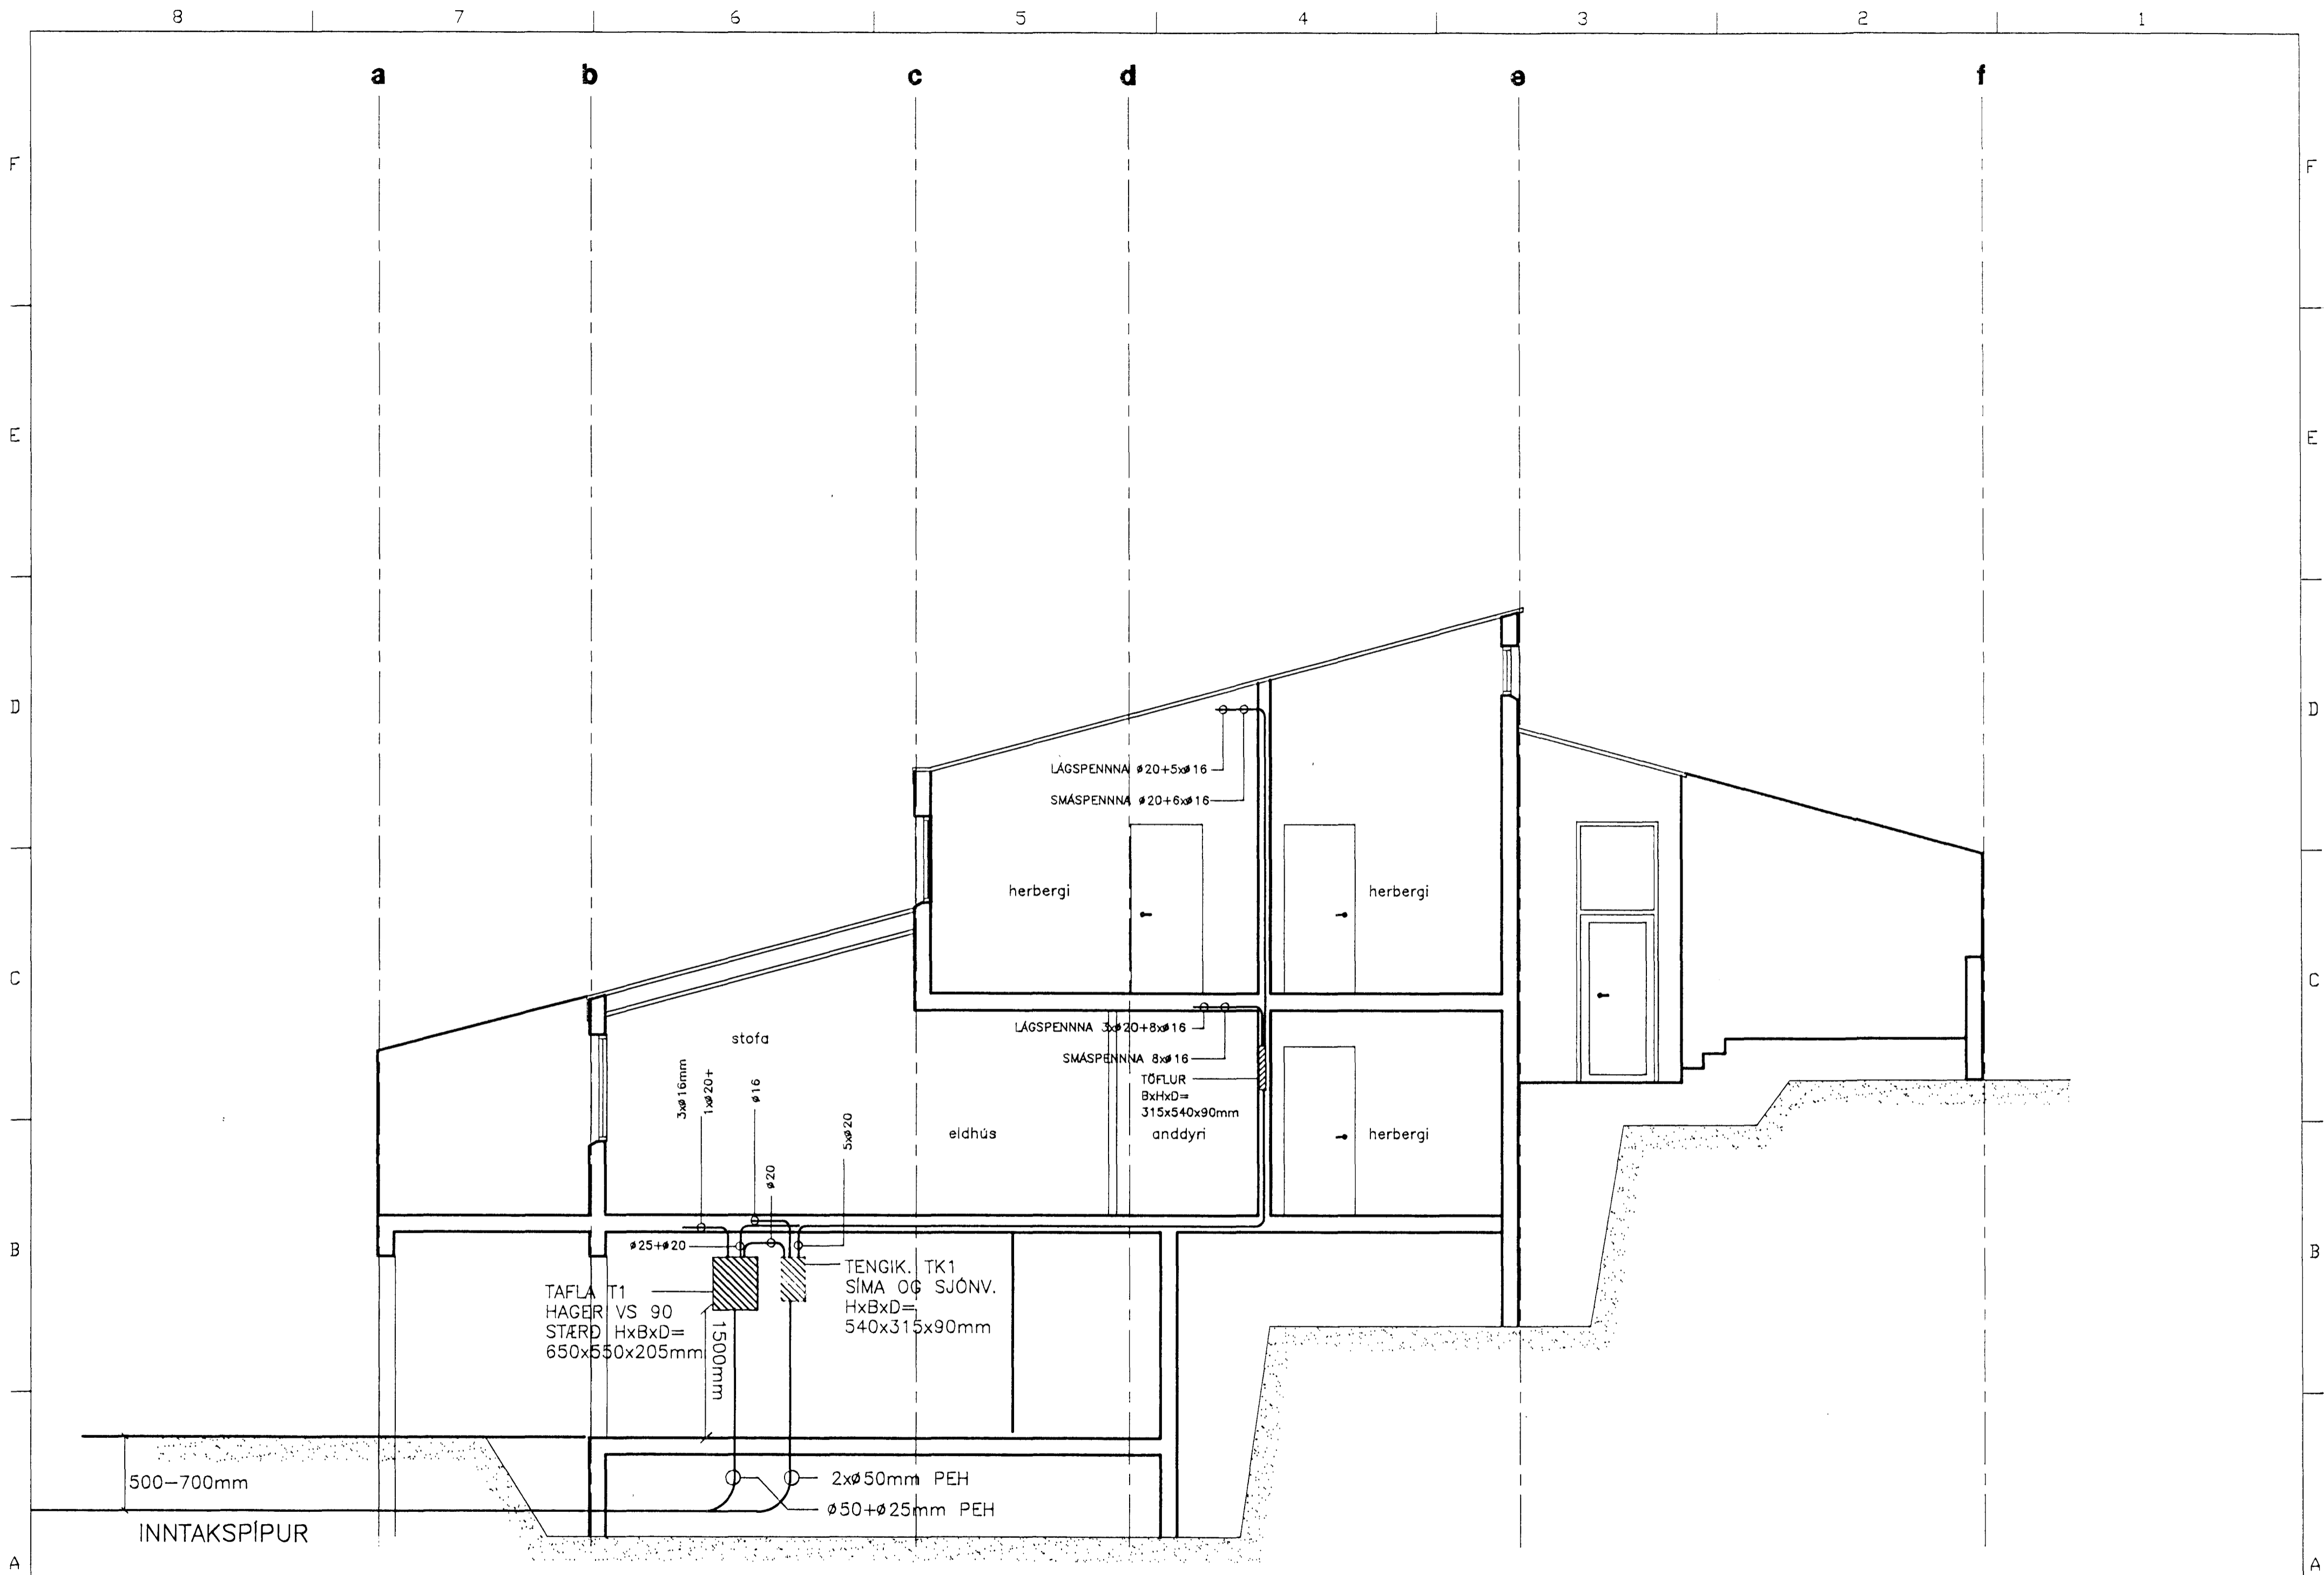 8 7 6 5 4 3 2 1
a b c d e f
F F
E E
D D
LÁGSPENNNA ø20+5xø16
SMÁSPENNNA ø20+6xø16
herbergi
herbergi
C C
LÁGSPENNNA 3xø20+8xø16
SMÁSPENNNA 8xø16
TÖFLUR
BxHxD=
315x540x90mm
stofa
3xø16mm
1xø20+
ø16
ø20
5xø20
eldhús
anddyri
herbergi
B B
ø25+ø20
TAFLA T1
HAGER VS 90
STÆRÐ HxBxD=
650x550x205mm
TENGIK. TK1
SÍMA OG SJÓNV.
HxBxD=
540x315x90mm
1500mm
500-700mm
2xø50mm PEH
ø50+ø25mm PEH
INNTAKSPÍPUR
A A